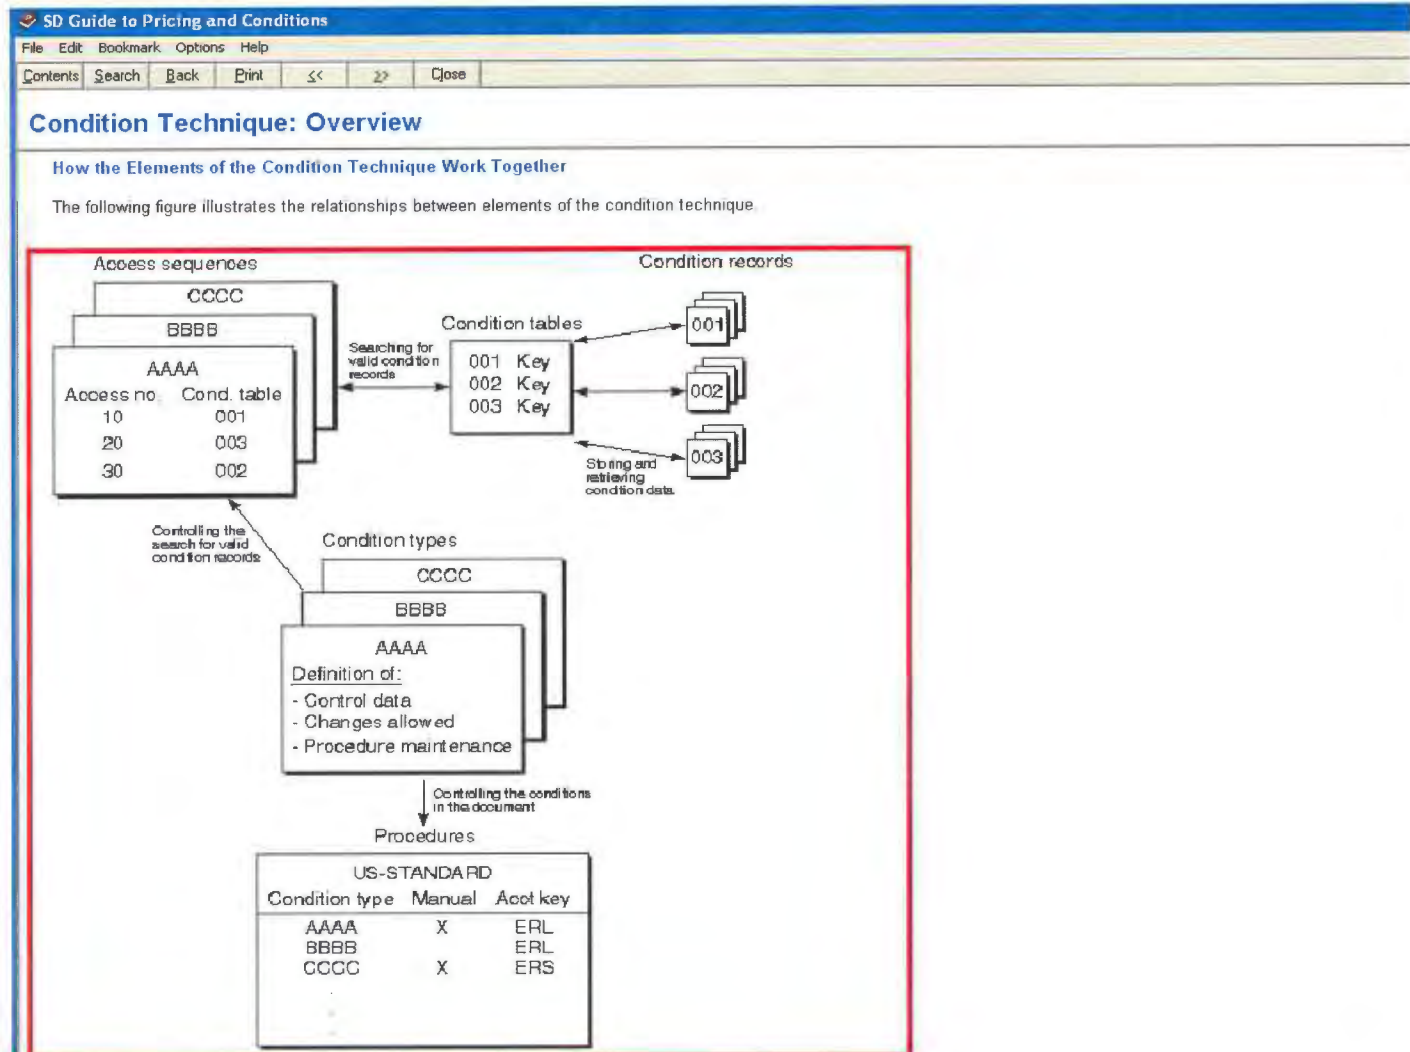 SD Guide to Pricing and Conditions
File Edit Bookmark Options Help
Contents Search Back Print << >> Close
Condition Technique: Overview
How the Elements of the Condition Technique Work Together
The following figure illustrates the relationships between elements of the condition technique.
Access sequences
CCCC
BBBB
AAAA
Access no. Cond. table
10 001
20 003
30 002
Searching for
valid condition
records
Condition tables
001 Key
002 Key
003 Key
Condition records
001
002
003
Storing and
retrieving
condition data
Controlling the
search for valid
condition records
Condition types
CCCC
BBBB
AAAA
Definition of:
- Control data
- Changes allowed
- Procedure maintenance
Controlling the conditions
in the document
Procedures
US-STANDARD
Condition type Manual Acct key
AAAA X ERL
BBBB ERL
CCCC X ERS
.
.
.